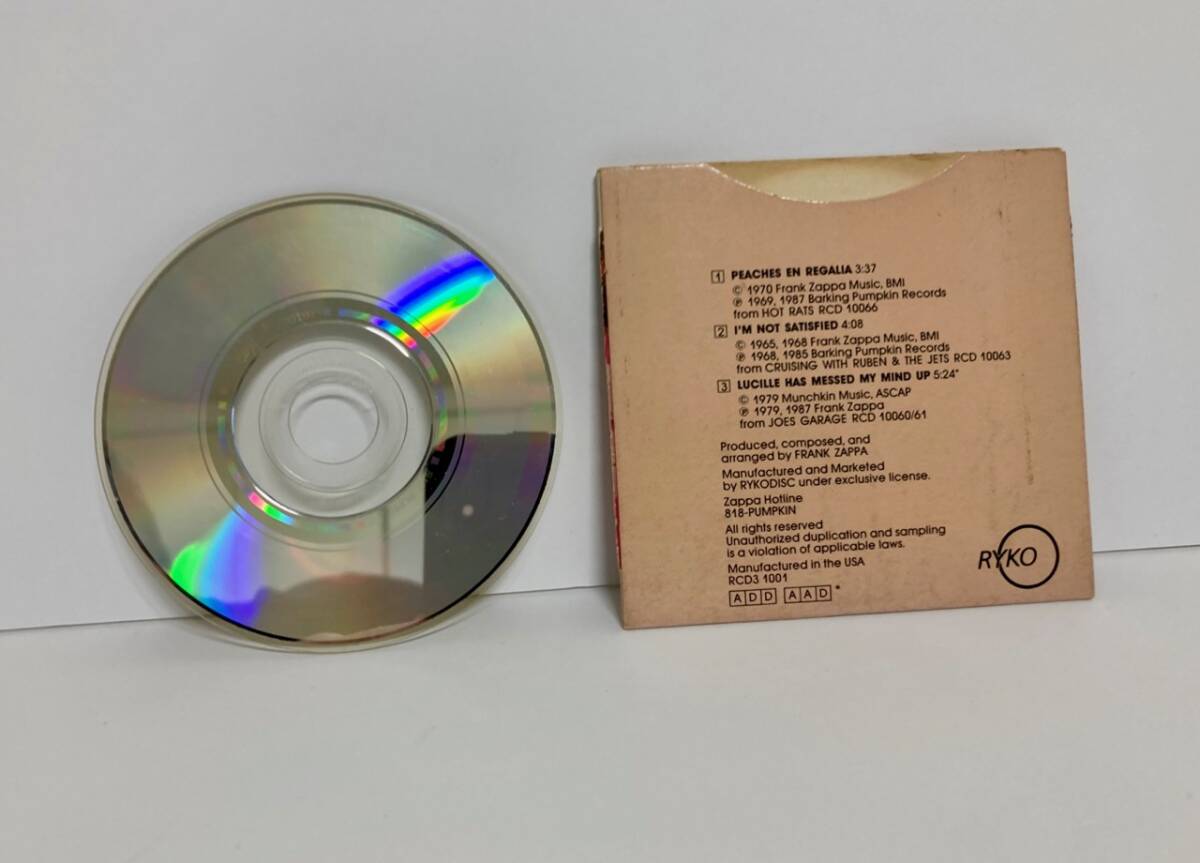 1 PEACHES EN REGALIA 3:37
© 1970 Frank Zappa Music, BMI
℗ 1969, 1987 Barking Pumpkin Records
from HOT RATS RCD 10066
2 I'M NOT SATISFIED 4:08
© 1965, 1968 Frank Zappa Music, BMI
℗ 1968, 1985 Barking Pumpkin Records
from CRUISING WITH RUBEN & THE JETS RCD 10063
3 LUCILLE HAS MESSED MY MIND UP 5:24*
© 1979 Munchkin Music, ASCAP
℗ 1979, 1987 Frank Zappa
from JOES GARAGE RCD 10060/61
Produced, composed, and
arranged by FRANK ZAPPA
Manufactured and Marketed
by RYKODISC under exclusive license.
Zappa Hotline
818-PUMPKIN
All rights reserved
Unauthorized duplication and sampling
is a violation of applicable laws.
Manufactured in the USA
RCD3 1001
ADD AAD *
RYKO